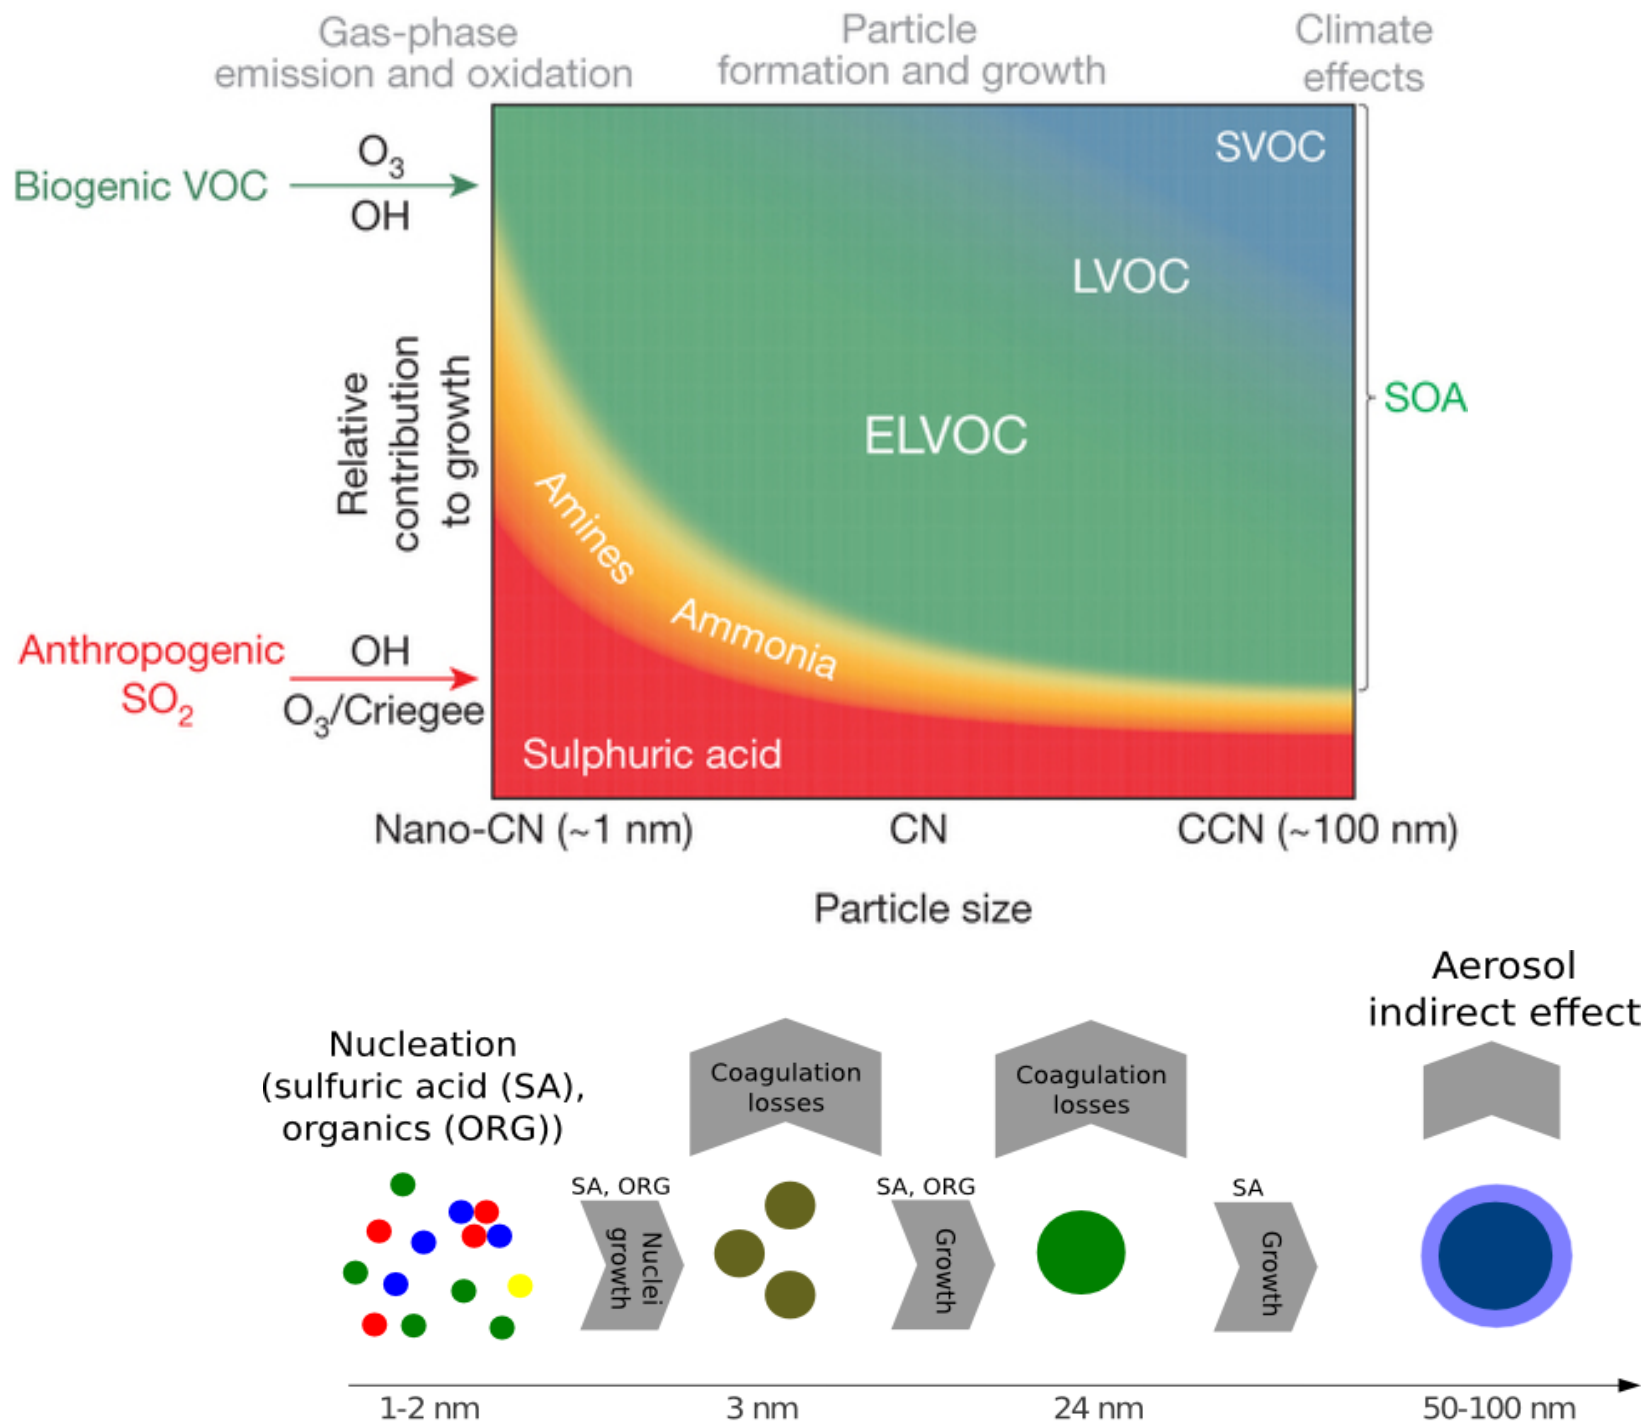 Gas-phase
emission and oxidation
Particle
formation and growth
Climate
effects
Biogenic VOC
O3
OH
SVOC
LVOC
ELVOC
SOA
Relative
contribution
to growth
Amines
Ammonia
Anthropogenic
SO2
OH
O3/Criegee
Sulphuric acid
Nano-CN (~1 nm)
CN
CCN (~100 nm)
Particle size
Aerosol
indirect effect
Nucleation
(sulfuric acid (SA),
organics (ORG))
Coagulation
losses
Coagulation
losses
SA, ORG
Nuclei
growth
SA, ORG
Growth
SA
Growth
1-2 nm
3 nm
24 nm
50-100 nm